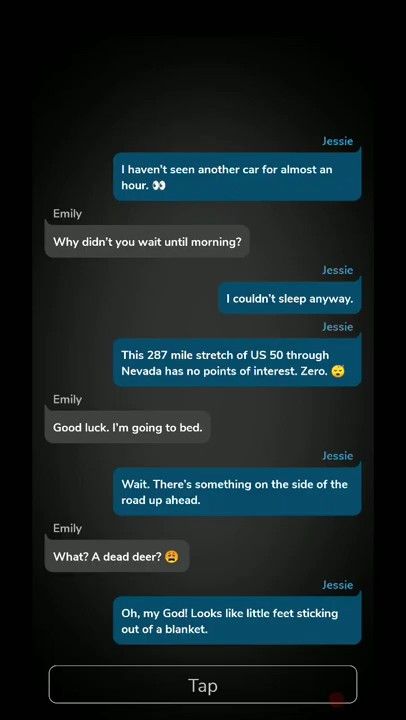 Jessie
I haven't seen another car for almost an
hour. 👀
Emily
Why didn't you wait until morning?
Jessie
I couldn't sleep anyway.
Jessie
This 287 mile stretch of US 50 through
Nevada has no points of interest. Zero. 😴
Emily
Good luck. I'm going to bed.
Jessie
Wait. There's something on the side of the
road up ahead.
Emily
What? A dead deer? 😩
Jessie
Oh, my God! Looks like little feet sticking
out of a blanket.
Tap